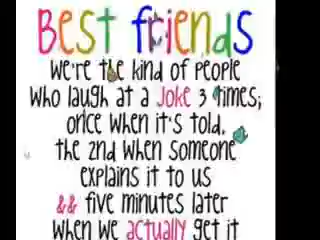 Best friends
We're the kind of people
who laugh at a Joke 3 times;
once when it's told,
the 2nd when someone
explains it to us
&& five minutes later
when we actually get it